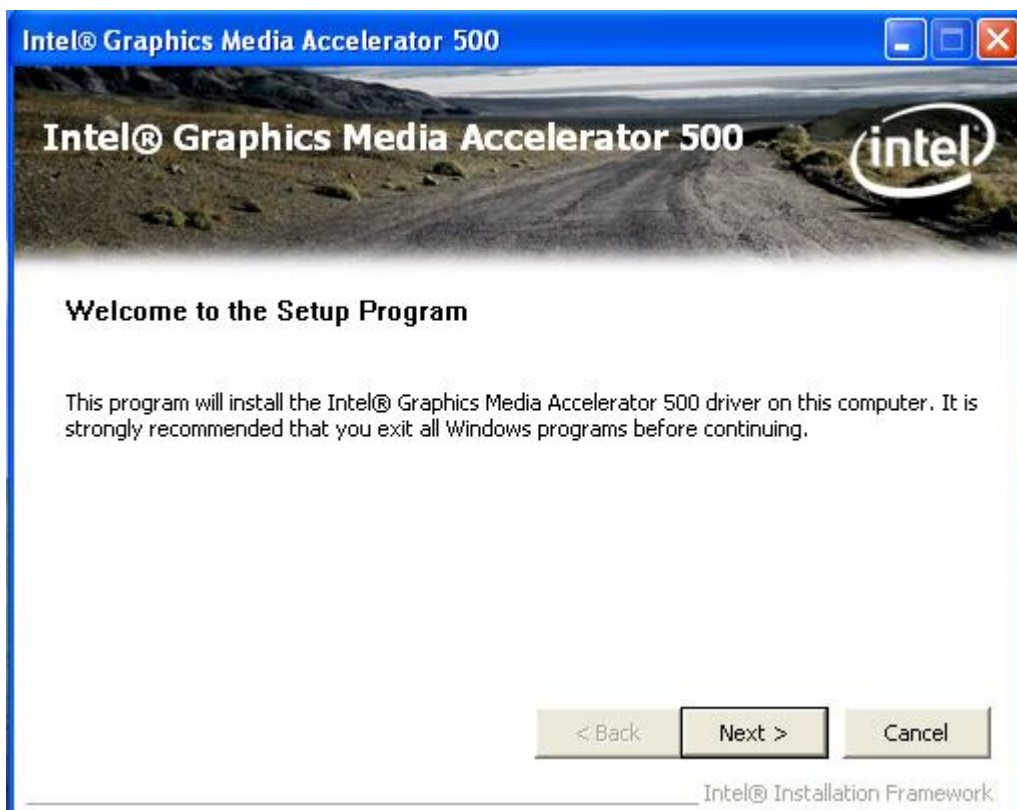 Intel® Graphics Media Accelerator 500
Intel® Graphics Media Accelerator 500
intel
Welcome to the Setup Program
This program will install the Intel® Graphics Media Accelerator 500 driver on this computer. It is
strongly recommended that you exit all Windows programs before continuing.
< Back Next > Cancel
Intel® Installation Framework